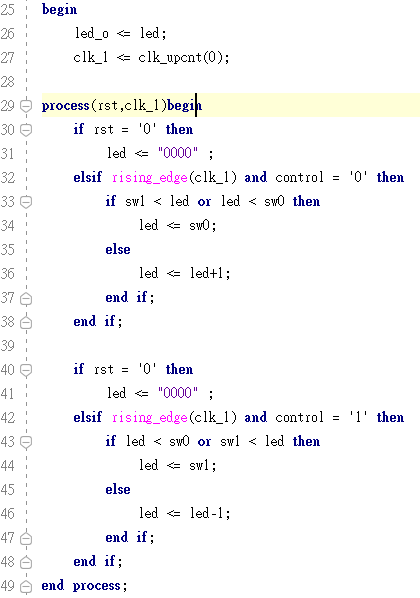 25 begin
26 led_o <= led;
27 clk_1 <= clk_upcnt(0);
28
29 process(rst,clk_1)begin
30 if rst = '0' then
31 led <= "0000" ;
32 elsif rising_edge(clk_1) and control = '0' then
33 if sw1 < led or led < sw0 then
34 led <= sw0;
35 else
36 led <= led+1;
37 end if;
38 end if;
39
40 if rst = '0' then
41 led <= "0000" ;
42 elsif rising_edge(clk_1) and control = '1' then
43 if led < sw0 or sw1 < led then
44 led <= sw1;
45 else
46 led <= led-1;
47 end if;
48 end if;
49 end process;